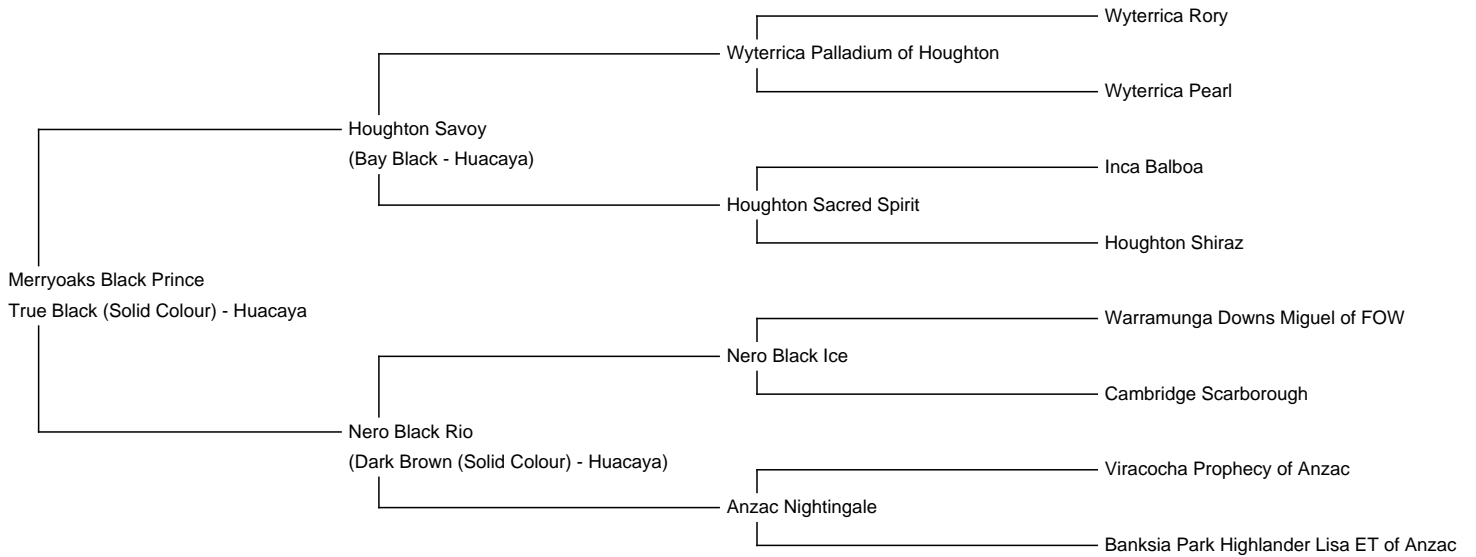 Wyterrica Rory
Wyterrica Palladium of Houghton
Wyterrica Pearl
Houghton Savoy
(Bay Black - Huacaya)
Inca Balboa
Houghton Sacred Spirit
Houghton Shiraz
Merryoaks Black Prince
True Black (Solid Colour) - Huacaya
Warramunga Downs Miguel of FOW
Nero Black Ice
Cambridge Scarborough
Nero Black Rio
(Dark Brown (Solid Colour) - Huacaya)
Viracocha Prophecy of Anzac
Anzac Nightingale
Banksia Park Highlander Lisa ET of Anzac